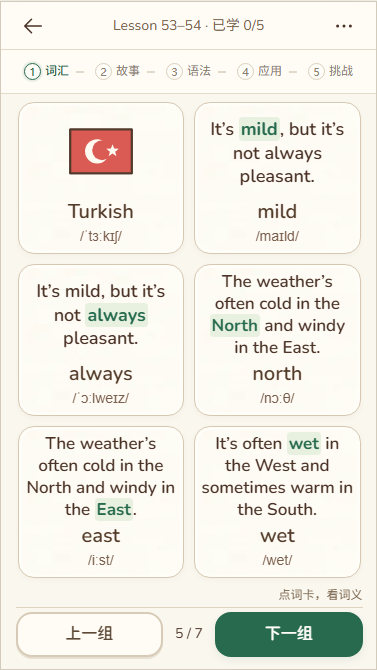 Lesson 53–54 · 已学 0/5
1 词汇 – 2 故事 – 3 语法 – 4 应用 – 5 挑战
Turkish
/ˈtɜːkɪʃ/
It's mild, but it's
not always
pleasant.
mild
/maɪld/
It's mild, but it's
not always
pleasant.
always
/ˈɔːlweɪz/
The weather's
often cold in the
North and windy
in the East.
north
/nɔːθ/
The weather's
often cold in the
North and windy in
the East.
east
/iːst/
It's often wet in
the West and
sometimes warm in
the South.
wet
/wet/
点词卡，看词义
上一组
5 / 7
下一组